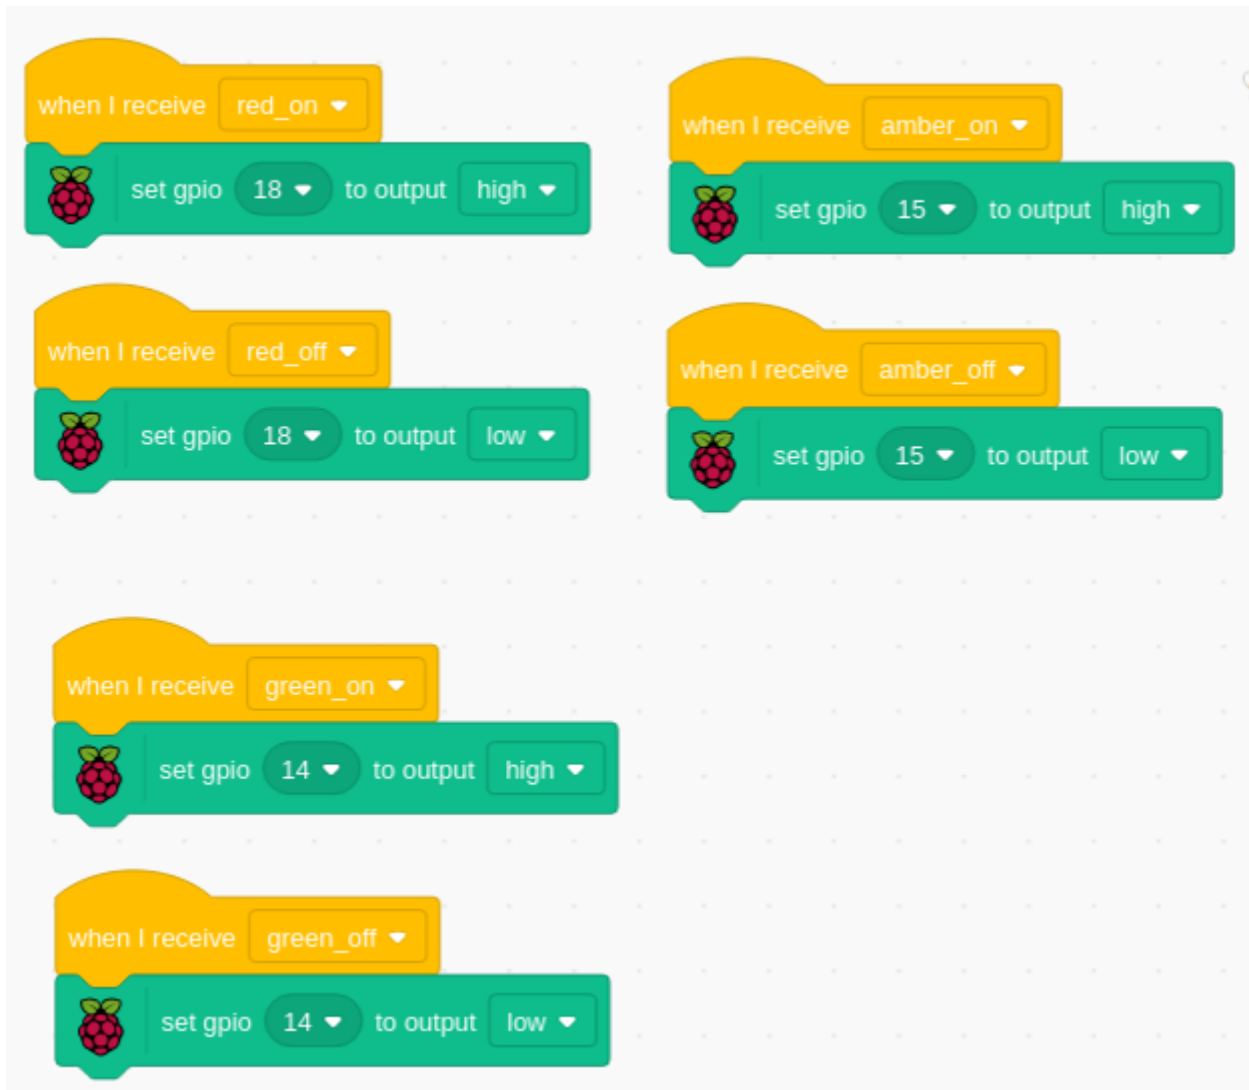 when I receive red_on
set gpio 18 to output high
when I receive amber_on
set gpio 15 to output high
when I receive red_off
set gpio 18 to output low
when I receive amber_off
set gpio 15 to output low
when I receive green_on
set gpio 14 to output high
when I receive green_off
set gpio 14 to output low